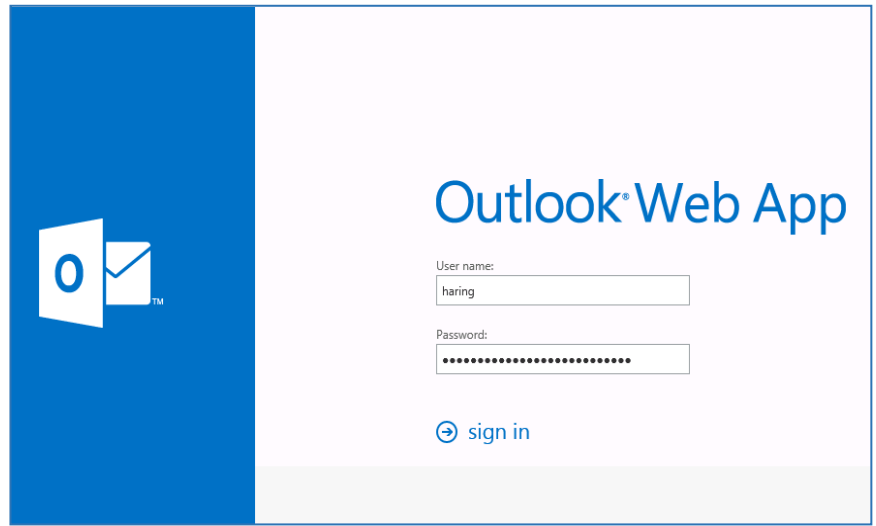 Outlook® Web App
User name:
haring
Password:
•••••••••••••••••••••••••••
sign in
O
TM